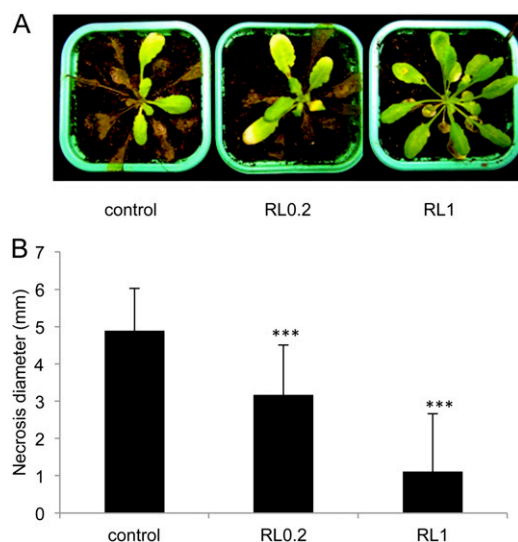 A
control RL0.2 RL1
B
Necrosis diameter (mm)
7
6
5
4
3
2
1
0
***
***
control RL0.2 RL1